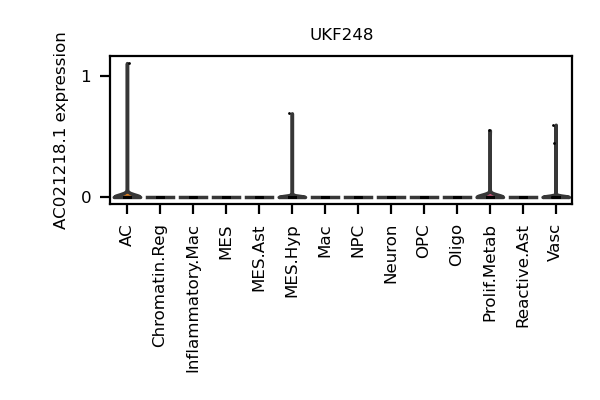 UKF248
AC021218.1 expression
1
0
AC
Chromatin.Reg
Inflammatory.Mac
MES
MES.Ast
MES.Hyp
Mac
NPC
Neuron
OPC
Oligo
Prolif.Metab
Reactive.Ast
Vasc